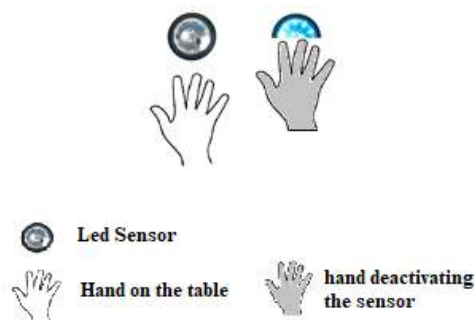 Led Sensor
Hand on the table
hand deactivating
the sensor